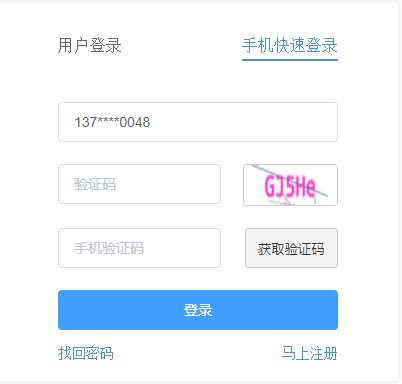 用户登录 手机快速登录
137****0048
验证码 GJ5He
手机验证码 获取验证码
登录
找回密码 马上注册